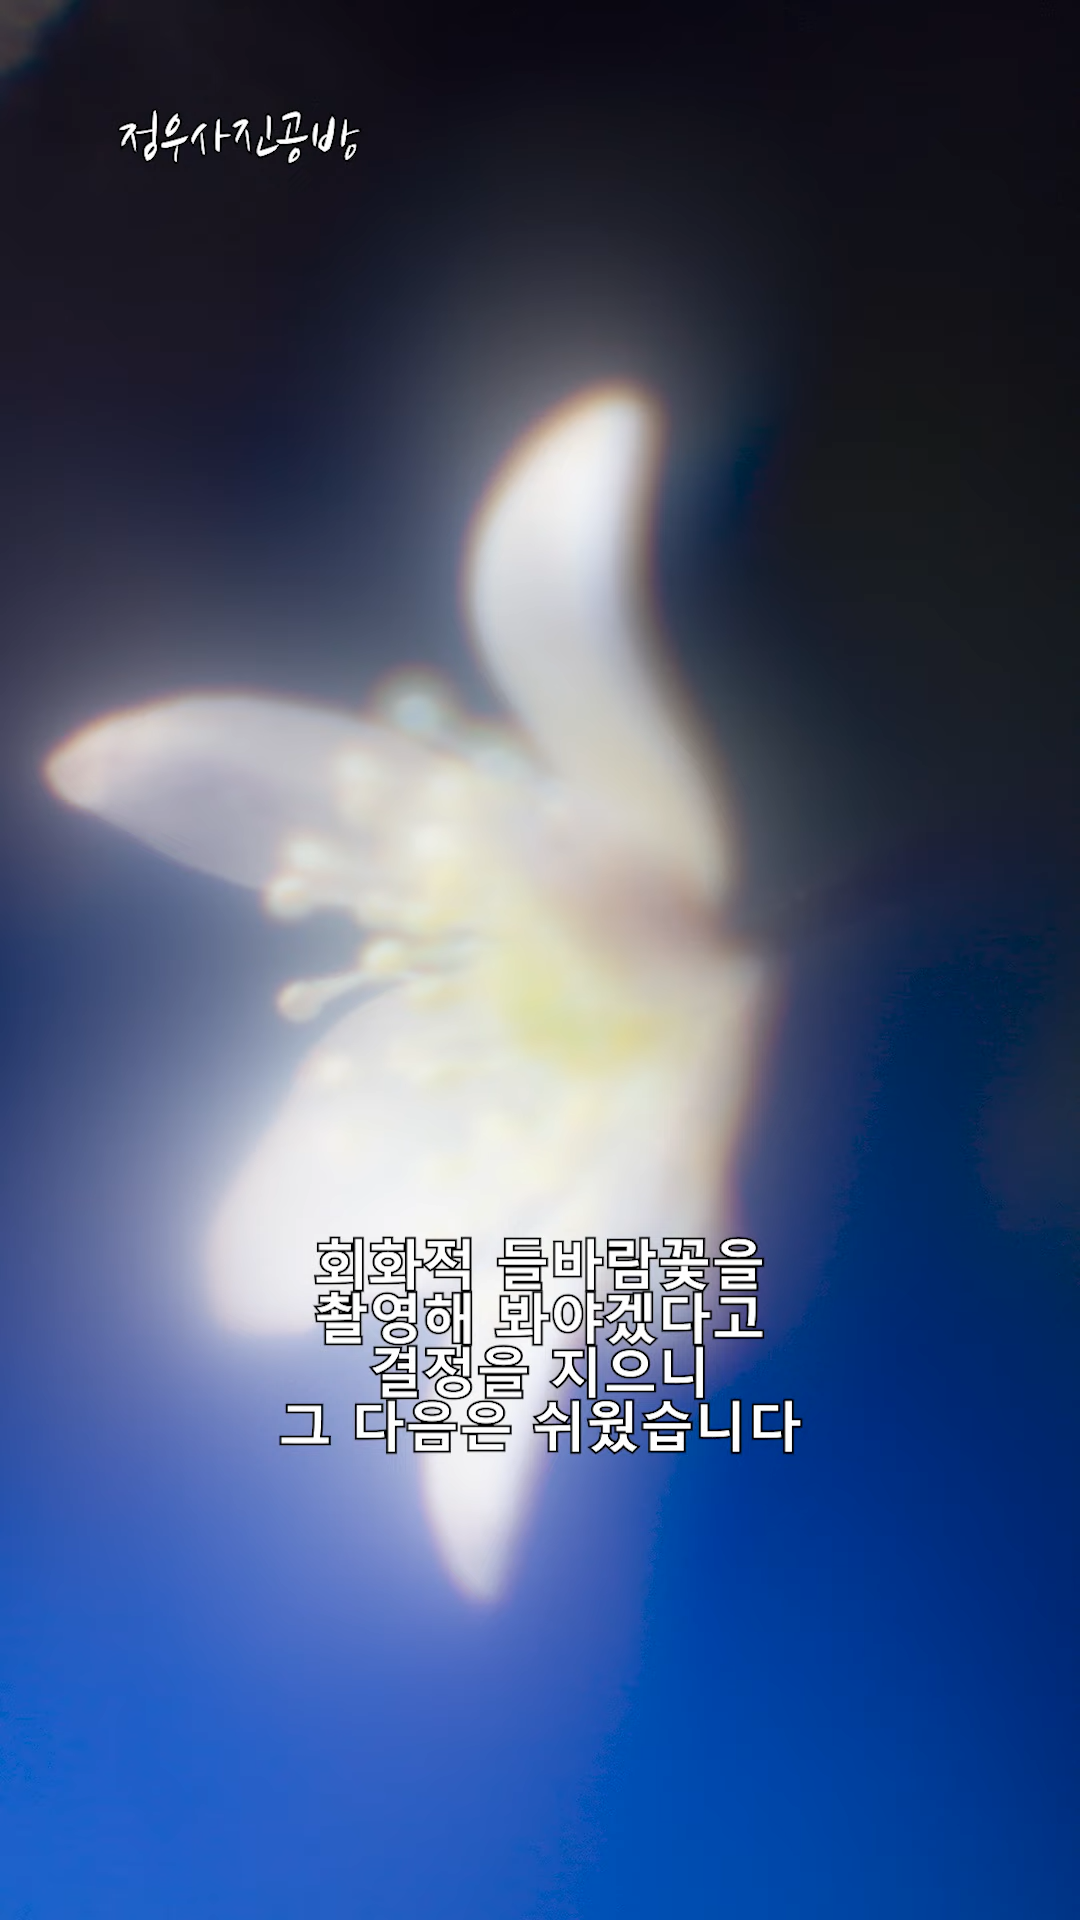 정우사진공방
회화적 들바람꽃을
촬영해 봐야겠다고
결정을 지으니
그 다음은 쉬웠습니다